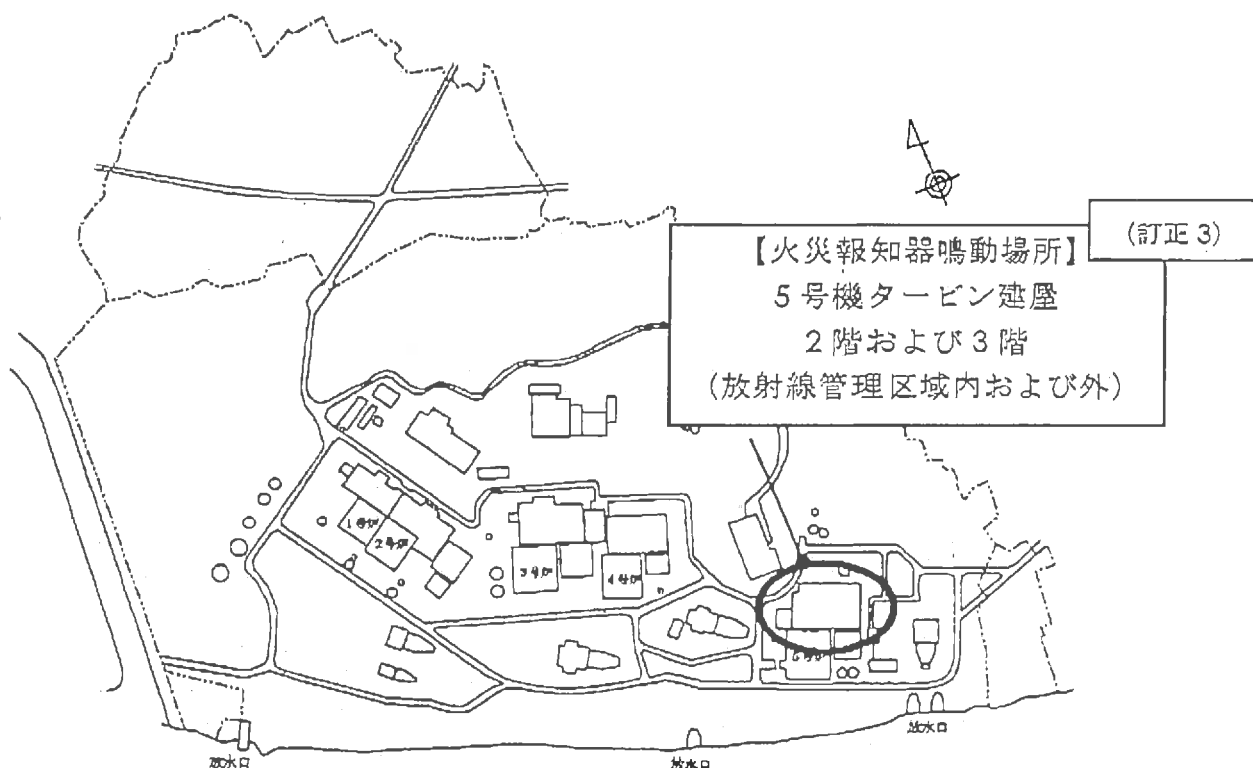 (訂正3)
【火災報知器鳴動場所】
5号機タービン建屋
2階および3階
(放射線管理区域内および外)
1号炉
2号炉
3号炉
4号炉
5号炉
放水口
放水口
放水口